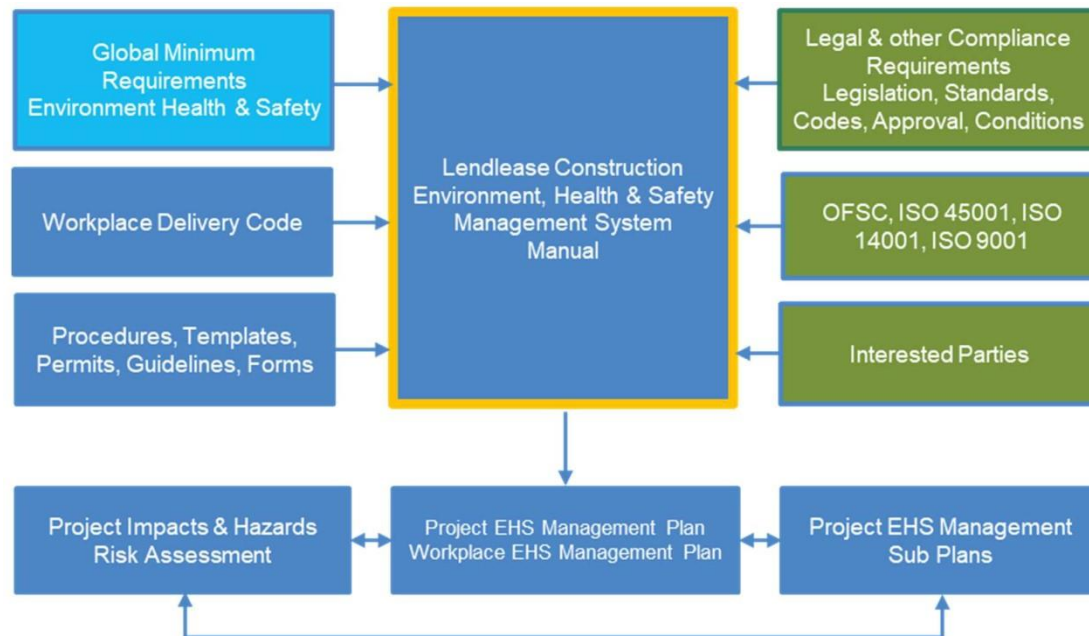 Global Minimum
Requirements
Environment Health & Safety
Workplace Delivery Code
Procedures, Templates,
Permits, Guidelines, Forms
Lendlease Construction
Environment, Health & Safety
Management System
Manual
Legal & other Compliance
Requirements
Legislation, Standards,
Codes, Approval, Conditions
OFSC, ISO 45001, ISO
14001, ISO 9001
Interested Parties
Project Impacts & Hazards
Risk Assessment
Project EHS Management Plan
Workplace EHS Management Plan
Project EHS Management
Sub Plans